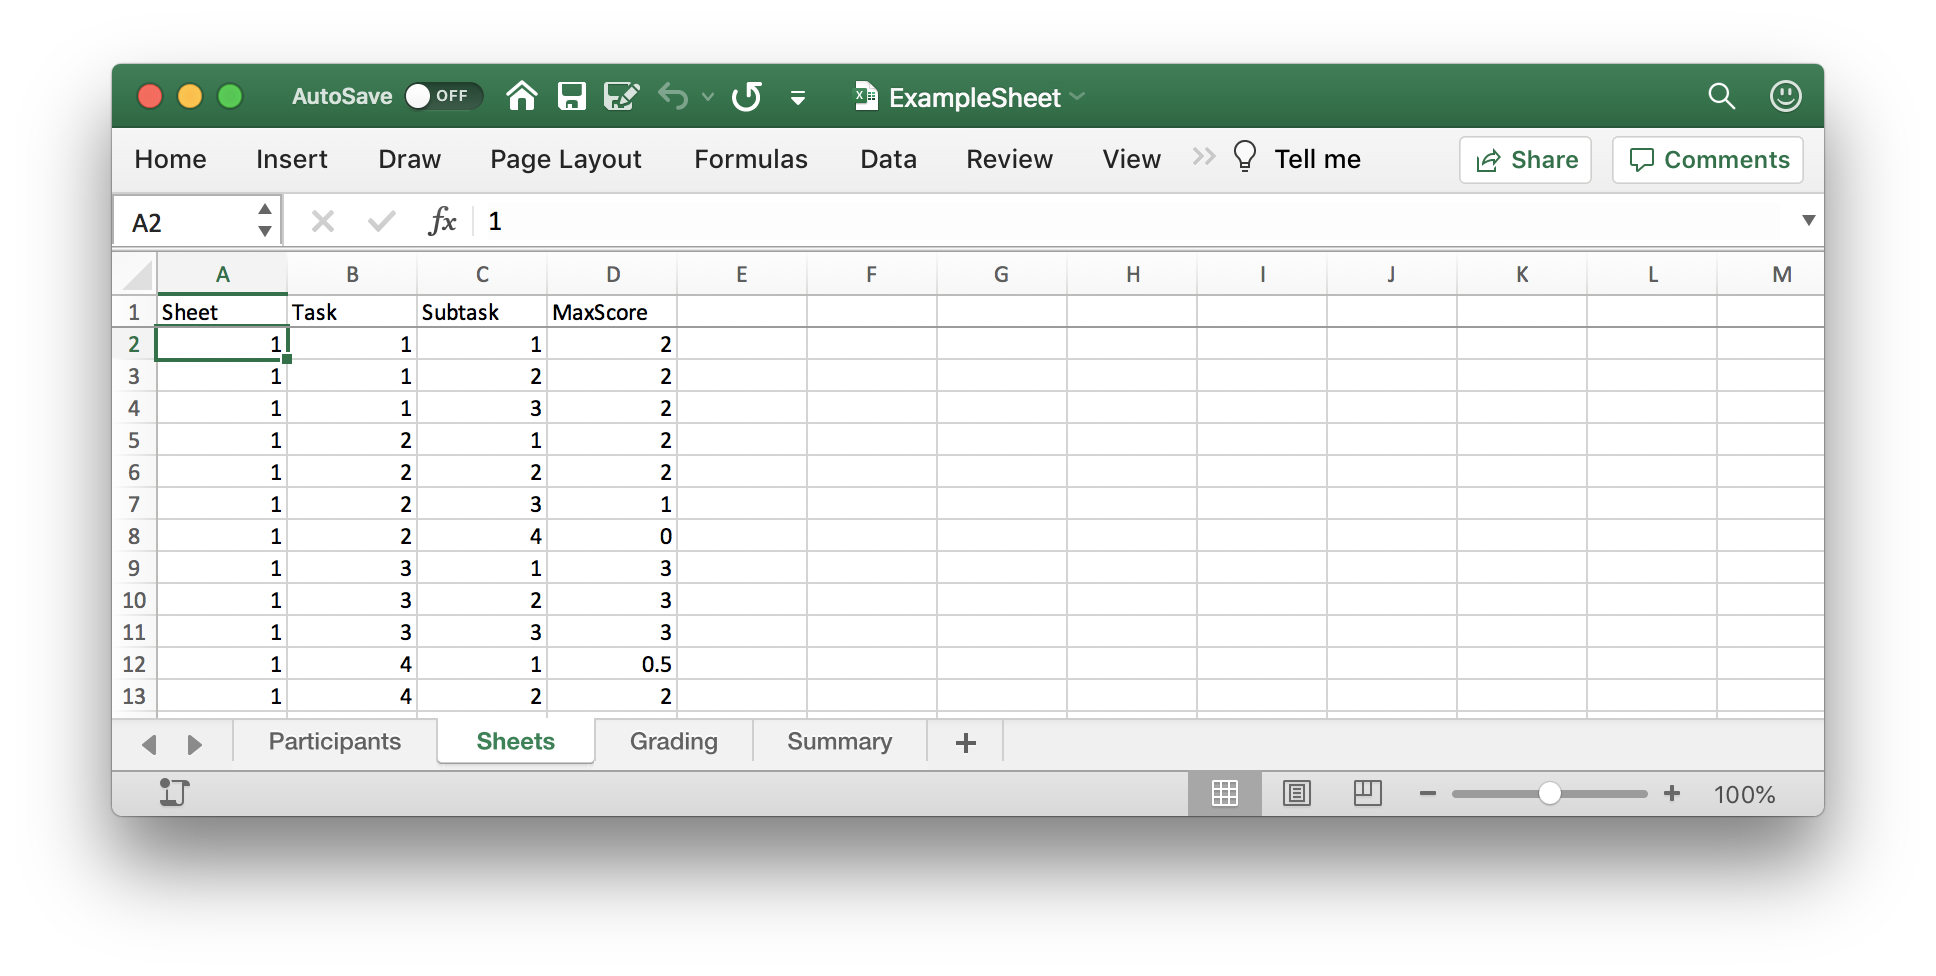 AutoSave OFF ExampleSheet
Home Insert Draw Page Layout Formulas Data Review View Tell me Share Comments
A2 fx 1
A B C D E F G H I J K L M
1 Sheet Task Subtask MaxScore
2 1 1 1 2
3 1 1 2 2
4 1 1 3 2
5 1 2 1 2
6 1 2 2 2
7 1 2 3 1
8 1 2 4 0
9 1 3 1 3
10 1 3 2 3
11 1 3 3 3
12 1 4 1 0.5
13 1 4 2 2
Participants Sheets Grading Summary +
100%